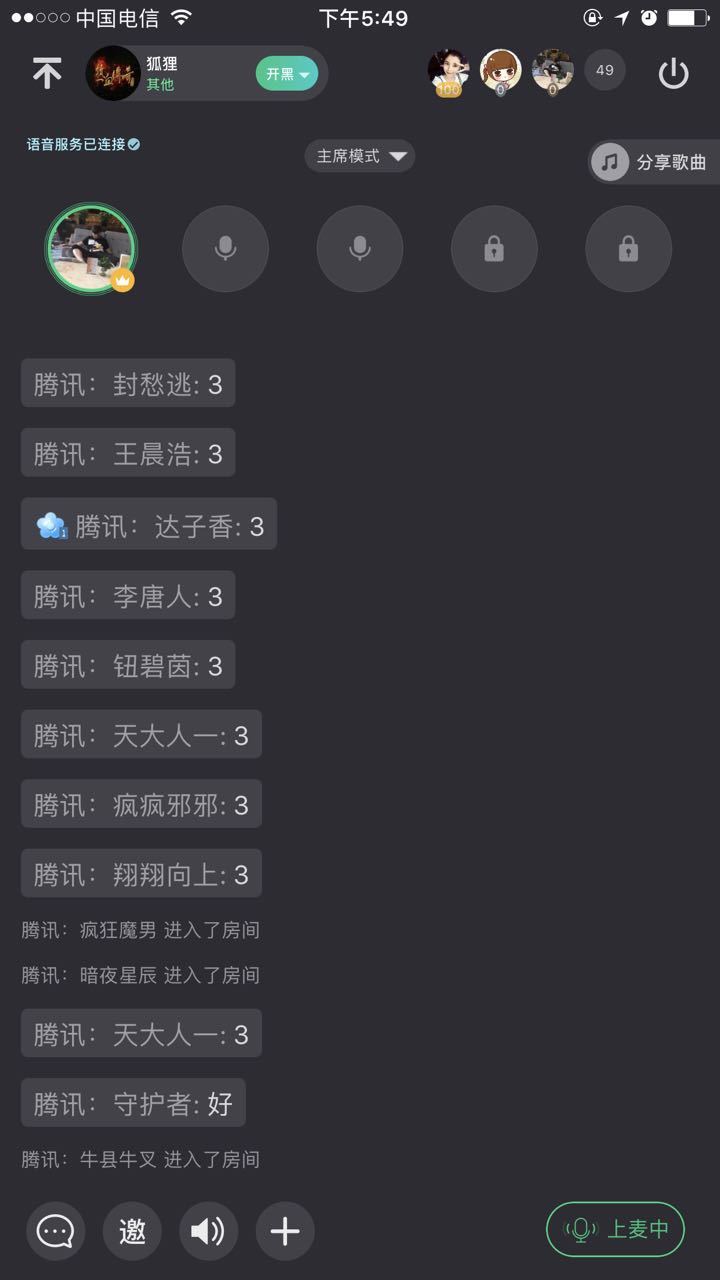 中国电信
下午5:49
狐狸
其他
开黑
100
0
0
49
语音服务已连接
主席模式
分享歌曲
腾讯：封愁逃: 3
腾讯：王晨浩: 3
1 腾讯：达子香: 3
腾讯：李唐人: 3
腾讯：钮碧茵: 3
腾讯：天大人一: 3
腾讯：疯疯邪邪: 3
腾讯：翔翔向上: 3
腾讯：疯狂魔男 进入了房间
腾讯：暗夜星辰 进入了房间
腾讯：天大人一: 3
腾讯：守护者: 好
腾讯：牛县牛叉 进入了房间
邀
上麦中